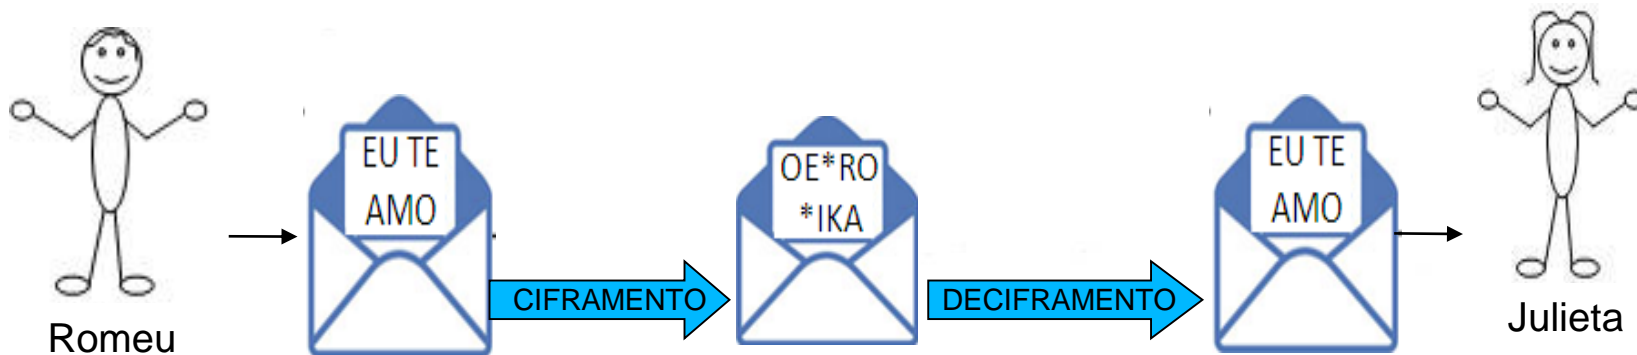 EU TE
AMO
OE*RO
*IKA
EU TE
AMO
CIFRAMENTO
DECIFRAMENTO
Romeu
Julieta